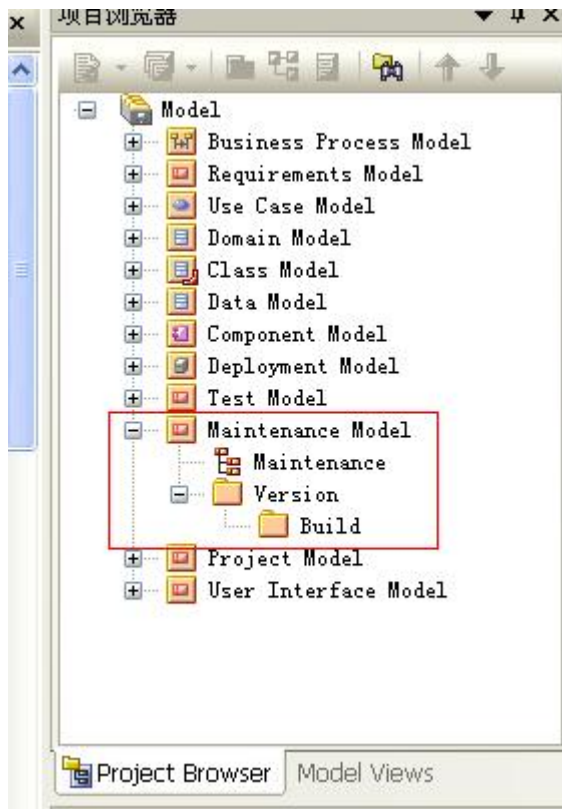 项目浏览器
Model
Business Process Model
Requirements Model
Use Case Model
Domain Model
Class Model
Data Model
Component Model
Deployment Model
Test Model
Maintenance Model
Maintenance
Version
Build
Project Model
User Interface Model
Project Browser Model Views